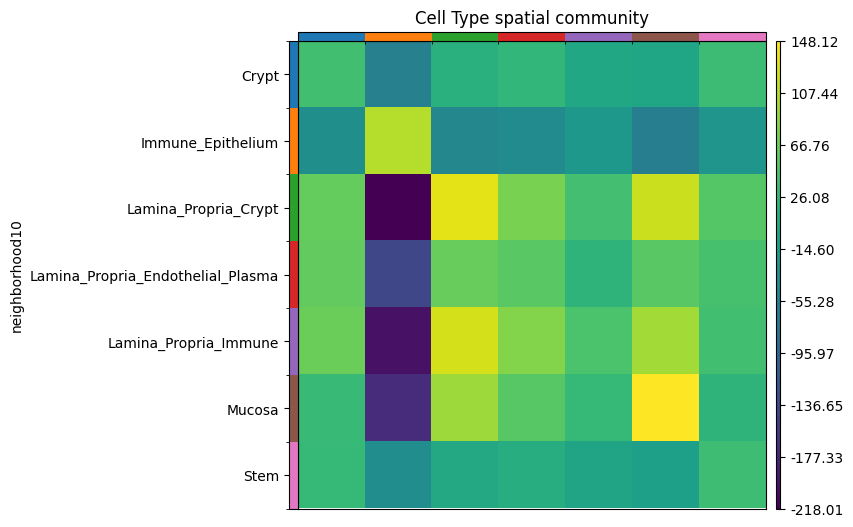 Cell Type spatial community
neighborhood10
Crypt
Immune_Epithelium
Lamina_Propria_Crypt
Lamina_Propria_Endothelial_Plasma
Lamina_Propria_Immune
Mucosa
Stem
148.12
107.44
66.76
26.08
-14.60
-55.28
-95.97
-136.65
-177.33
-218.01